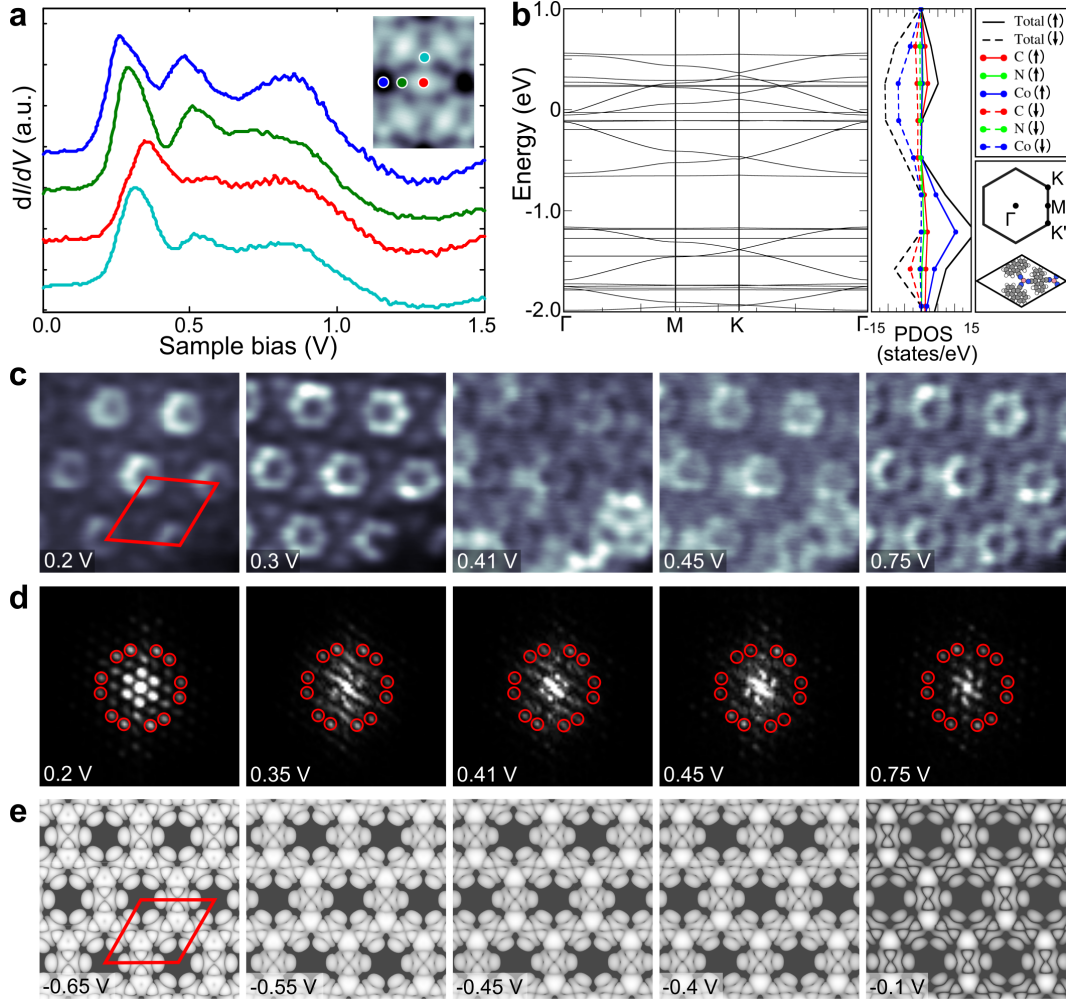 a
dI/dV (a.u.)
0.0
0.5
1.0
1.5
Sample bias (V)
b
Energy (eV)
1.0
0
-1.0
-2.0
Γ
M
K
Γ
-15
15
PDOS
(states/eV)
Total (↑)
Total (↓)
C (↑)
N (↑)
Co (↑)
C (↓)
N (↓)
Co (↓)
K
M
K'
Γ
c
0.2 V
0.3 V
0.41 V
0.45 V
0.75 V
d
0.2 V
0.35 V
0.41 V
0.45 V
0.75 V
e
-0.65 V
-0.55 V
-0.45 V
-0.4 V
-0.1 V